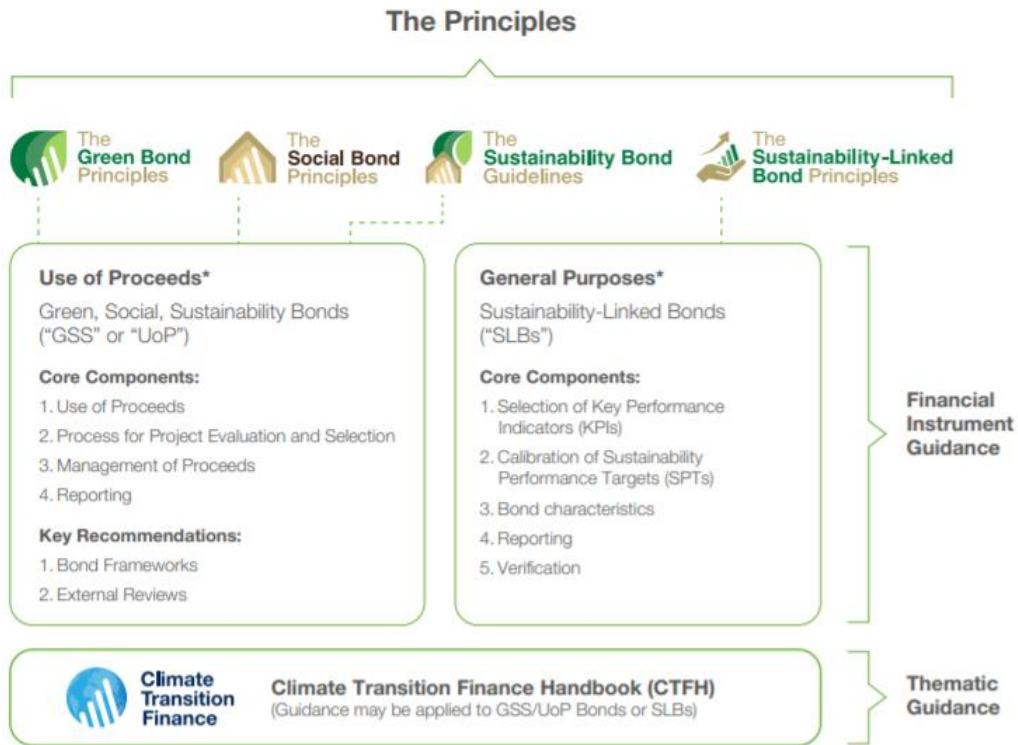 The Principles
The
Green Bond
Principles
The
Social Bond
Principles
The
Sustainability Bond
Guidelines
The
Sustainability-Linked
Bond Principles
Use of Proceeds*
Green, Social, Sustainability Bonds
(“GSS” or “UoP”)
Core Components:
1. Use of Proceeds
2. Process for Project Evaluation and Selection
3. Management of Proceeds
4. Reporting
Key Recommendations:
1. Bond Frameworks
2. External Reviews
General Purposes*
Sustainability-Linked Bonds
(“SLBs”)
Core Components:
1. Selection of Key Performance
Indicators (KPIs)
2. Calibration of Sustainability
Performance Targets (SPTs)
3. Bond characteristics
4. Reporting
5. Verification
Financial
Instrument
Guidance
Climate
Transition
Finance
Climate Transition Finance Handbook (CTFH)
(Guidance may be applied to GSS/UoP Bonds or SLBs)
Thematic
Guidance